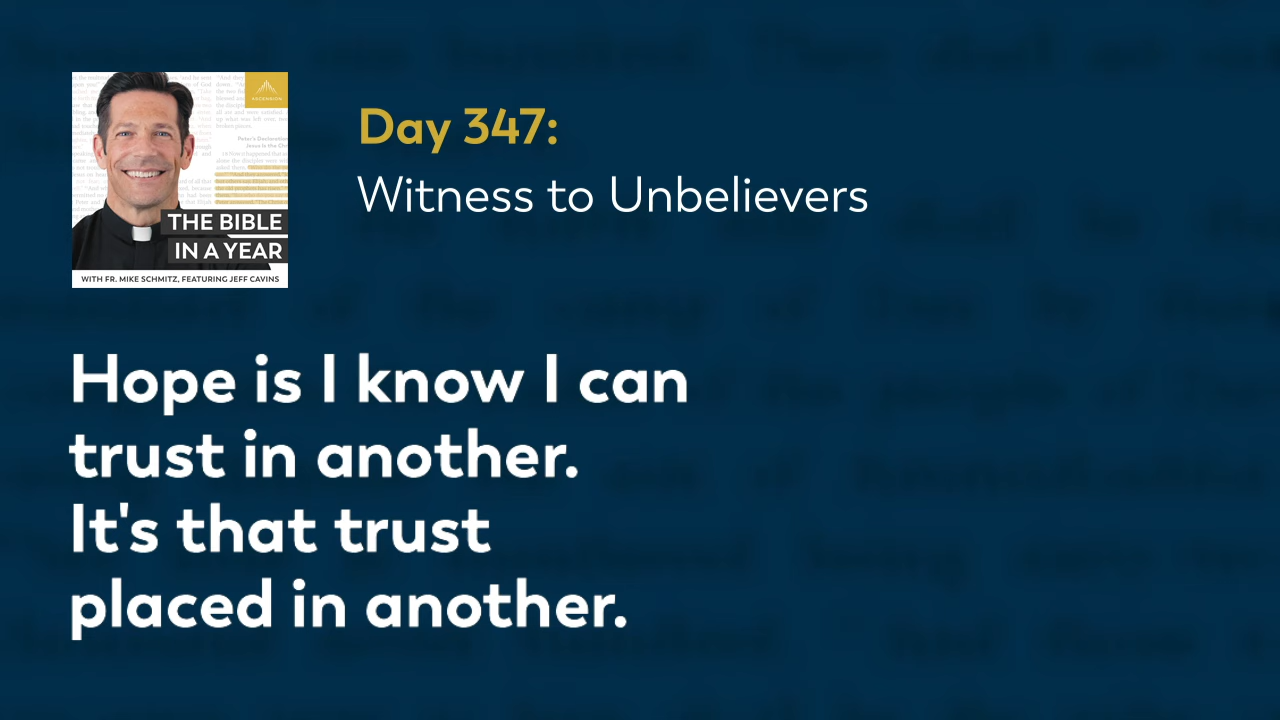 ASCENSION
THE BIBLE
IN A YEAR
WITH FR. MIKE SCHMITZ, FEATURING JEFF CAVINS
Day 347:
Witness to Unbelievers
Hope is I know I can
trust in another.
It's that trust
placed in another.